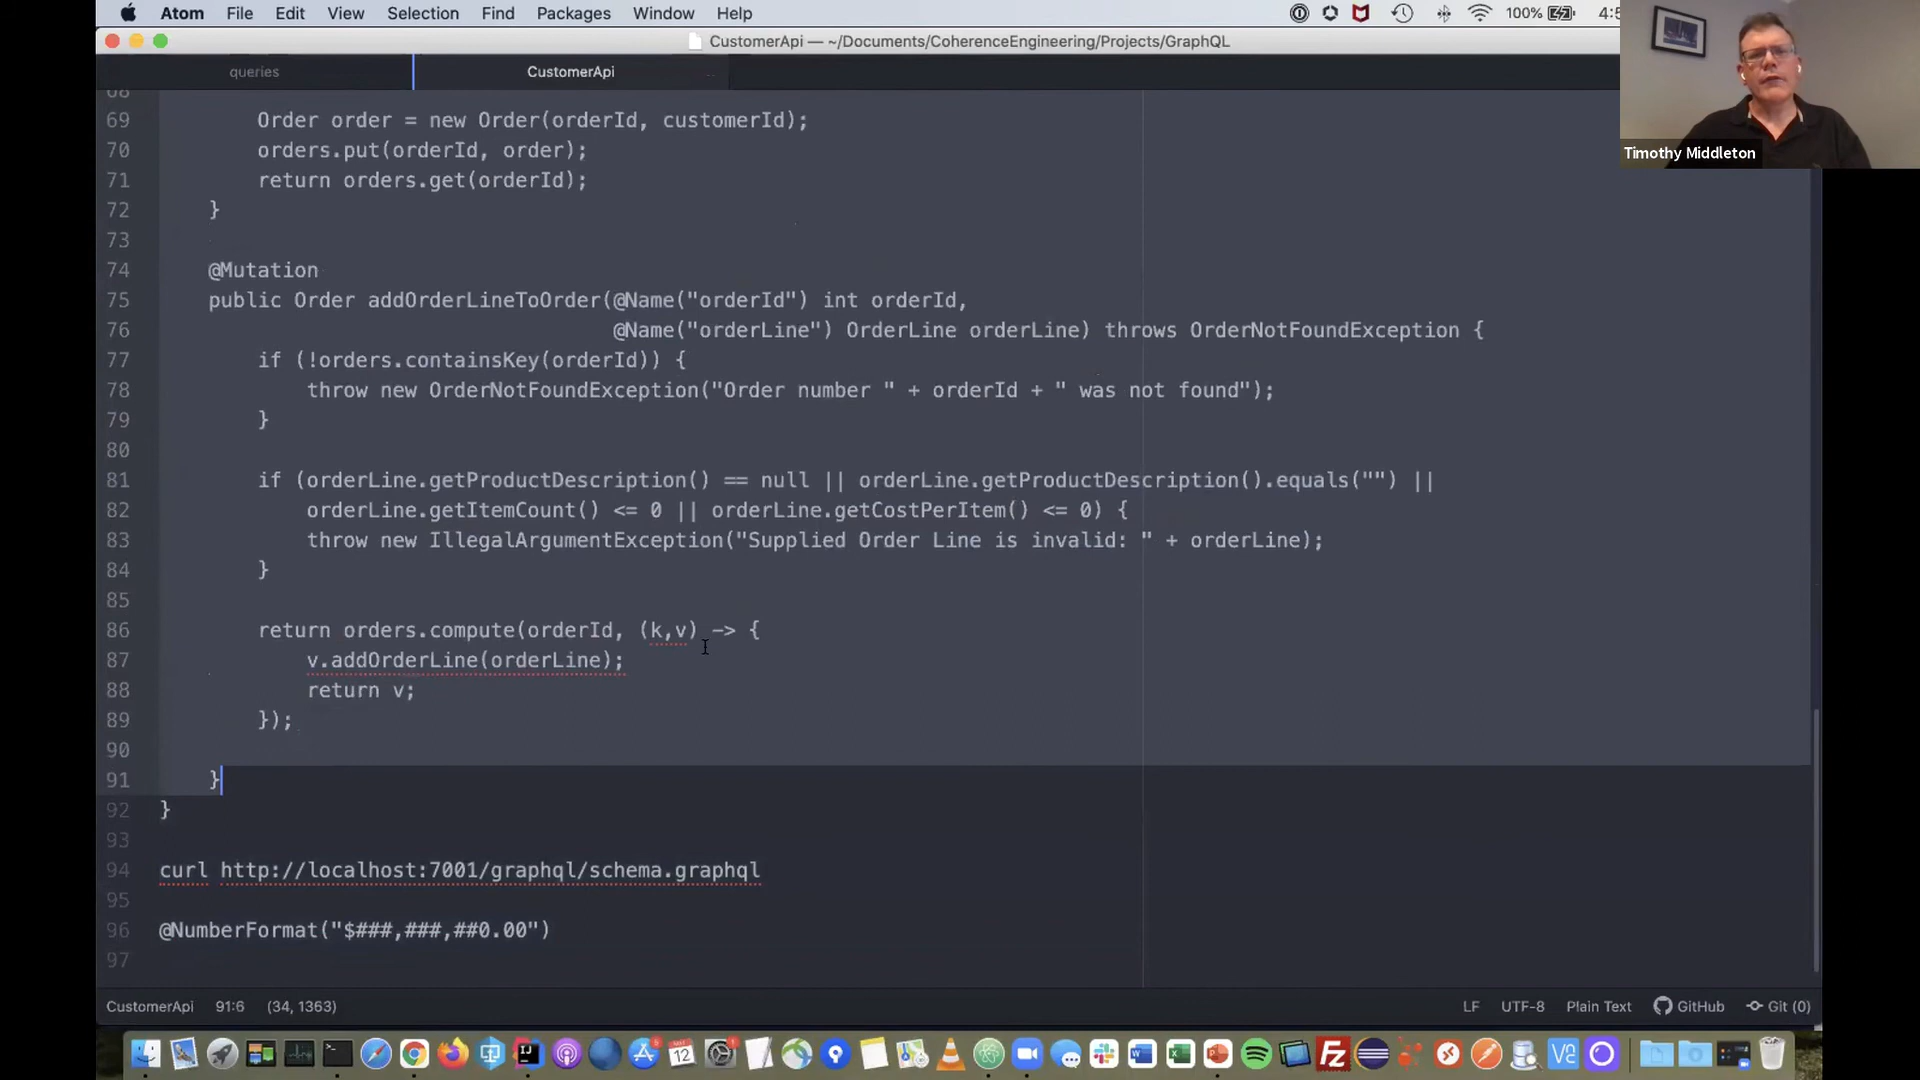 Atom File Edit View Selection Find Packages Window Help 100% 4:5
CustomerApi — ~/Documents/CoherenceEngineering/Projects/GraphQL
queries CustomerApi
68
69 Order order = new Order(orderId, customerId);
70 orders.put(orderId, order);
71 return orders.get(orderId);
72 }
73
74 @Mutation
75 public Order addOrderLineToOrder(@Name("orderId") int orderId,
76 @Name("orderLine") OrderLine orderLine) throws OrderNotFoundException {
77 if (!orders.containsKey(orderId)) {
78 throw new OrderNotFoundException("Order number " + orderId + " was not found");
79 }
80
81 if (orderLine.getProductDescription() == null || orderLine.getProductDescription().equals("") ||
82 orderLine.getItemCount() <= 0 || orderLine.getCostPerItem() <= 0) {
83 throw new IllegalArgumentException("Supplied Order Line is invalid: " + orderLine);
84 }
85
86 return orders.compute(orderId, (k,v) -> {
87 v.addOrderLine(orderLine);
88 return v;
89 });
90
91 }
92 }
93
94 curl http://localhost:7001/graphql/schema.graphql
95
96 @NumberFormat("$###,###,##0.00")
97
Timothy Middleton
CustomerApi 91:6 (34, 1363) LF UTF-8 Plain Text GitHub Git (0)